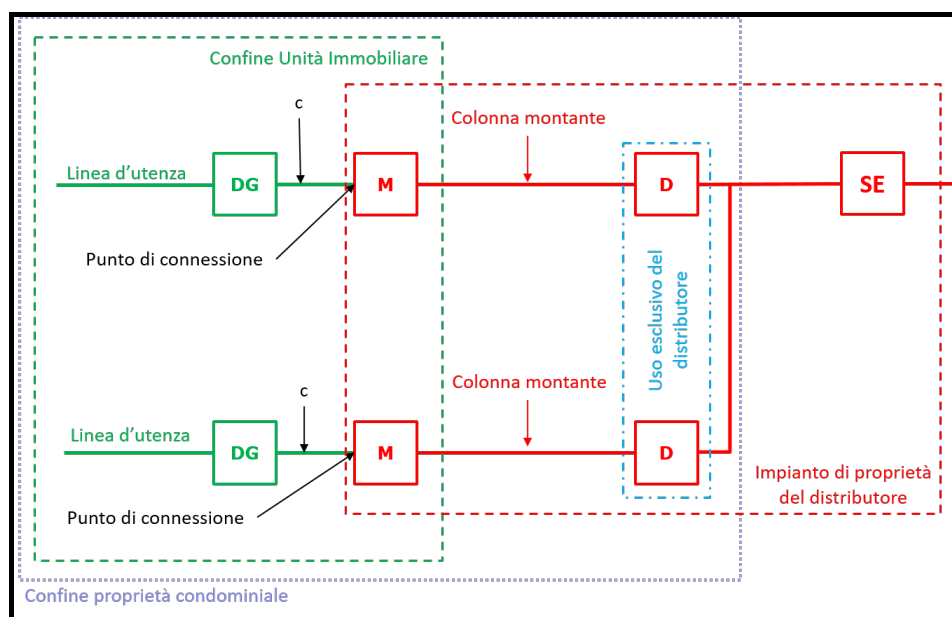 Confine Unità Immobiliare
c
Colonna montante
Linea d'utenza
DG
M
D
SE
Punto di connessione
Uso esclusivo del
distributore
c
Colonna montante
Linea d'utenza
DG
M
D
Punto di connessione
Impianto di proprietà
del distributore
Confine proprietà condominiale